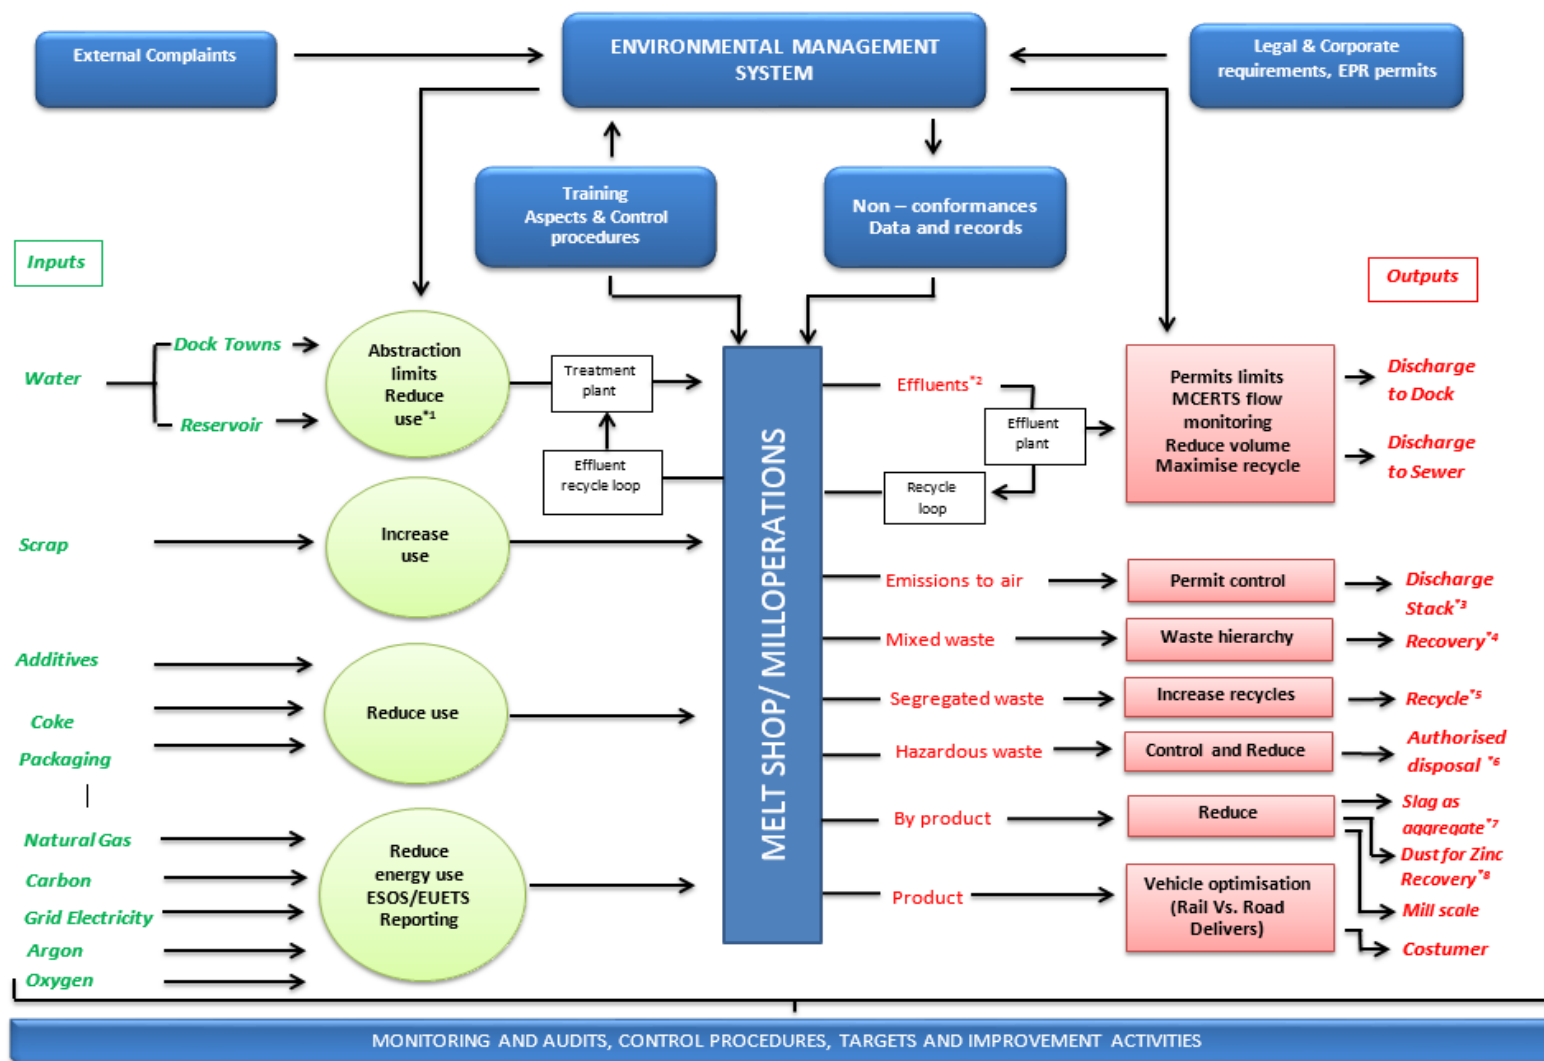 External Complaints
ENVIRONMENTAL MANAGEMENT
SYSTEM
Legal & Corporate
requirements, EPR permits
Training
Aspects & Control
procedures
Non – conformances
Data and records
Inputs
Outputs
Water
Dock Towns
Reservoir
Abstraction
limits
Reduce
use*1
Treatment
plant
Effluent
recycle loop
MELT SHOP/ MILLOPERATIONS
Effluents*2
Effluent
plant
Recycle
loop
Permits limits
MCERTS flow
monitoring
Reduce volume
Maximise recycle
Discharge
to Dock
Discharge
to Sewer
Scrap
Increase
use
Emissions to air
Permit control
Discharge
Stack*3
Mixed waste
Waste hierarchy
Recovery*4
Additives
Coke
Packaging
Reduce use
Segregated waste
Increase recycles
Recycle*5
Hazardous waste
Control and Reduce
Authorised
disposal *6
By product
Reduce
Slag as
aggregate*7
Dust for Zinc
Recovery*8
Mill scale
Natural Gas
Carbon
Grid Electricity
Argon
Oxygen
Reduce
energy use
ESOS/EUETS
Reporting
Product
Vehicle optimisation
(Rail Vs. Road
Delivers)
Costumer
MONITORING AND AUDITS, CONTROL PROCEDURES, TARGETS AND IMPROVEMENT ACTIVITIES